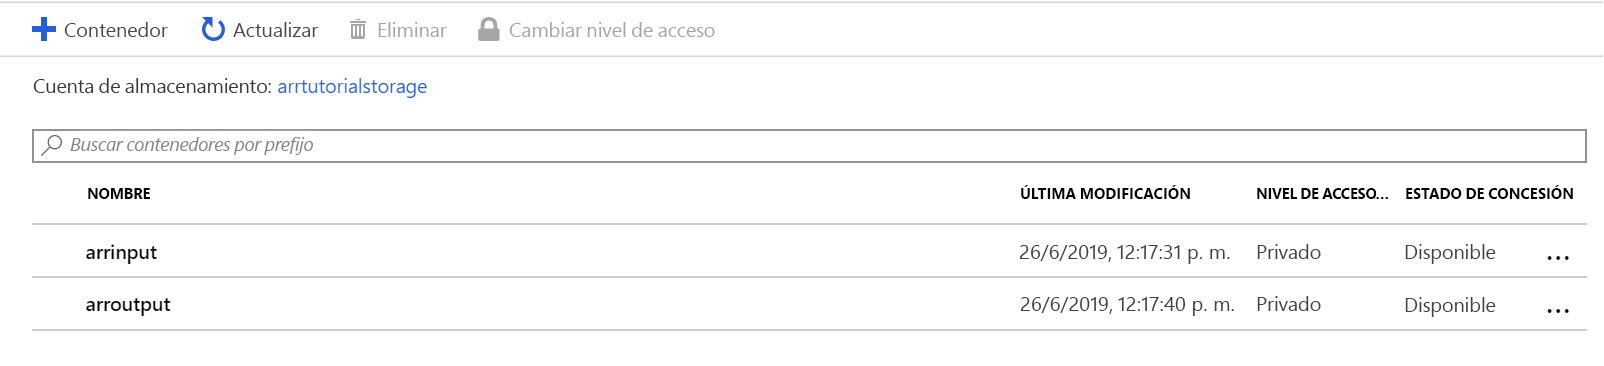 Contenedor Actualizar Eliminar Cambiar nivel de acceso
Cuenta de almacenamiento: arrtutorialstorage
Buscar contenedores por prefijo
NOMBRE ÚLTIMA MODIFICACIÓN NIVEL DE ACCESO... ESTADO DE CONCESIÓN
arrinput 26/6/2019, 12:17:31 p. m. Privado Disponible ...
arroutput 26/6/2019, 12:17:40 p. m. Privado Disponible ...